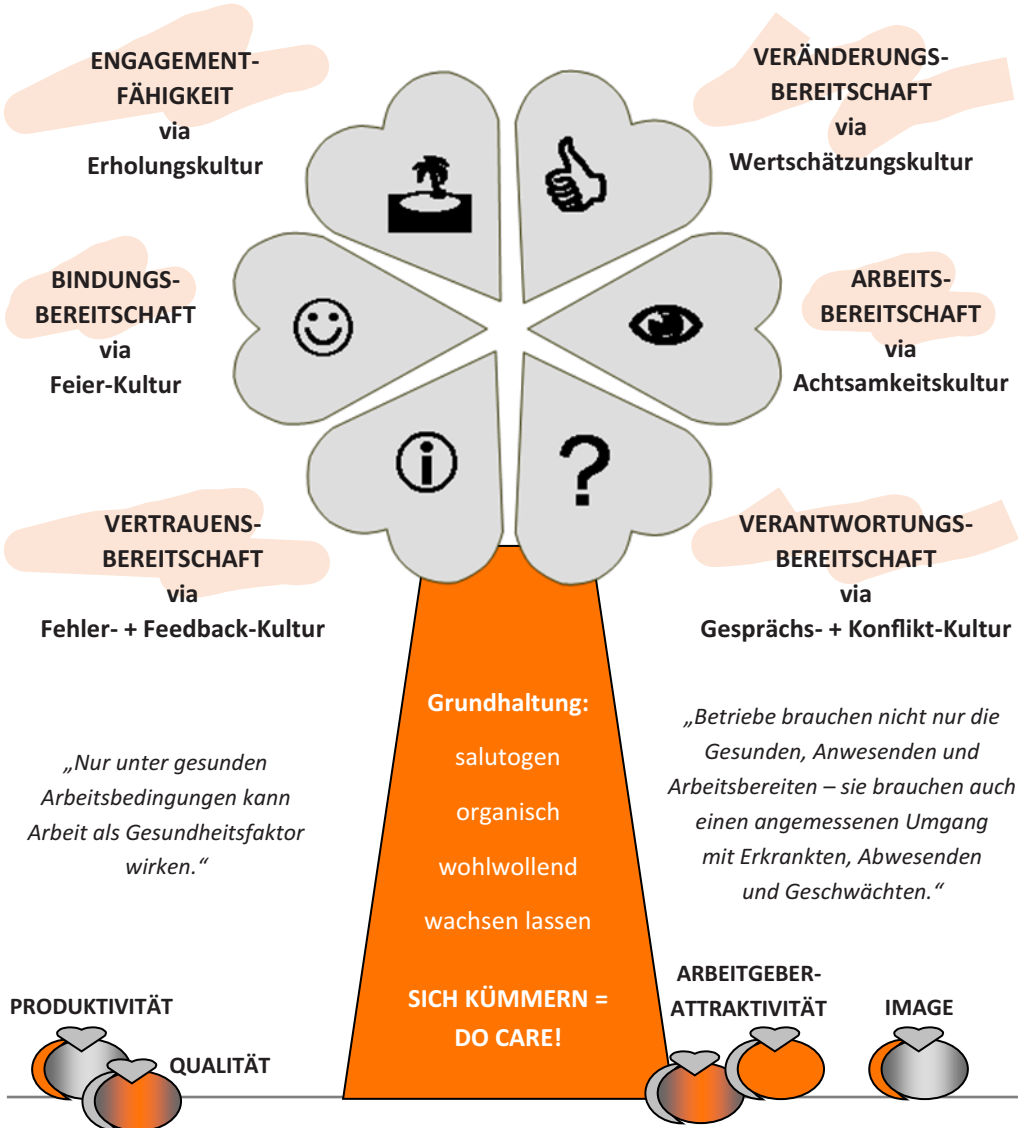 ENGAGEMENT-
FÄHIGKEIT
via
Erholungskultur
VERÄNDERUNGS-
BEREITSCHAFT
via
Wertschätzungskultur
BINDUNGS-
BEREITSCHAFT
via
Feier-Kultur
ARBEITS-
BEREITSCHAFT
via
Achtsamkeitskultur
i
?
VERTRAUENS-
BEREITSCHAFT
via
Fehler- + Feedback-Kultur
VERANTWORTUNGS-
BEREITSCHAFT
via
Gesprächs- + Konflikt-Kultur
„Nur unter gesunden
Arbeitsbedingungen kann
Arbeit als Gesundheitsfaktor
wirken.“
Grundhaltung:
salutogen
organisch
wohlwollend
wachsen lassen
SICH KÜMMERN =
DO CARE!
„Betriebe brauchen nicht nur die
Gesunden, Anwesenden und
Arbeitsbereiten – sie brauchen auch
einen angemessenen Umgang
mit Erkrankten, Abwesenden
und Geschwächten.“
PRODUKTIVITÄT
QUALITÄT
ARBEITGEBER-
ATTRAKTIVITÄT
IMAGE